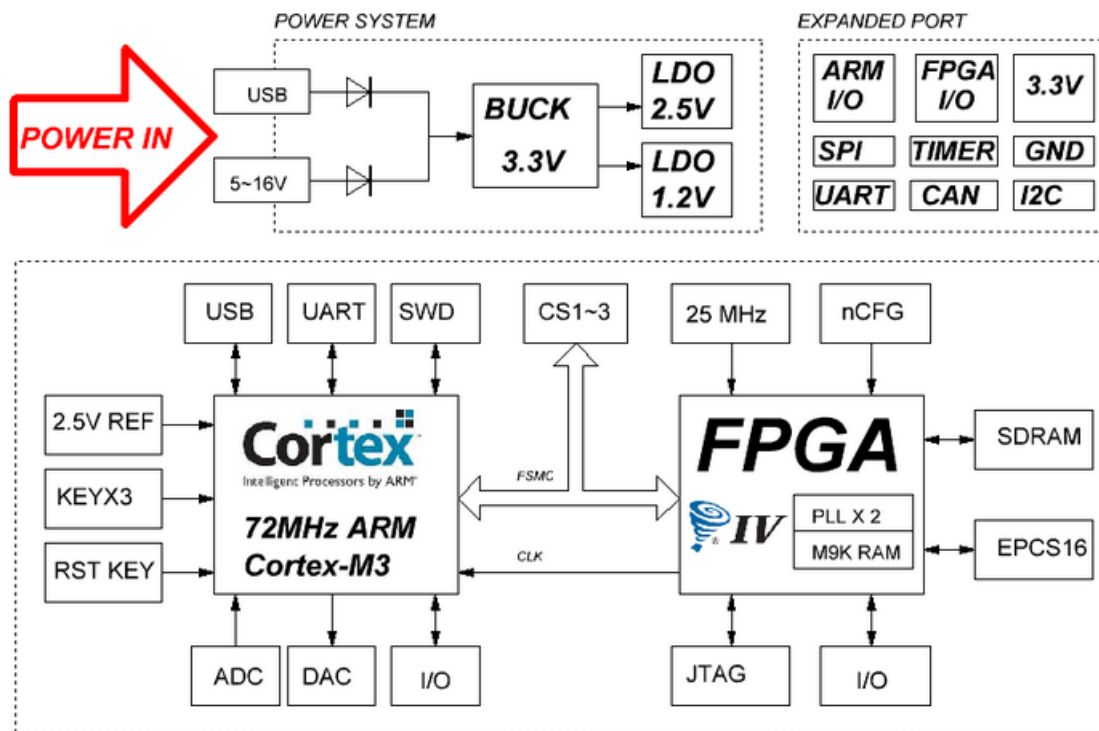 POWER SYSTEM
EXPANDED PORT
POWER IN
USB
5~16V
BUCK
3.3V
LDO
2.5V
LDO
1.2V
ARM
I/O
FPGA
I/O
3.3V
SPI
TIMER
GND
UART
CAN
I2C
USB
UART
SWD
CS1~3
25 MHz
nCFG
2.5V REF
KEYX3
RST KEY
Cortex
Intelligent Processors by ARM®
72MHz ARM
Cortex-M3
FSMC
CLK
FPGA
® IV
PLL X 2
M9K RAM
SDRAM
EPCS16
ADC
DAC
I/O
JTAG
I/O